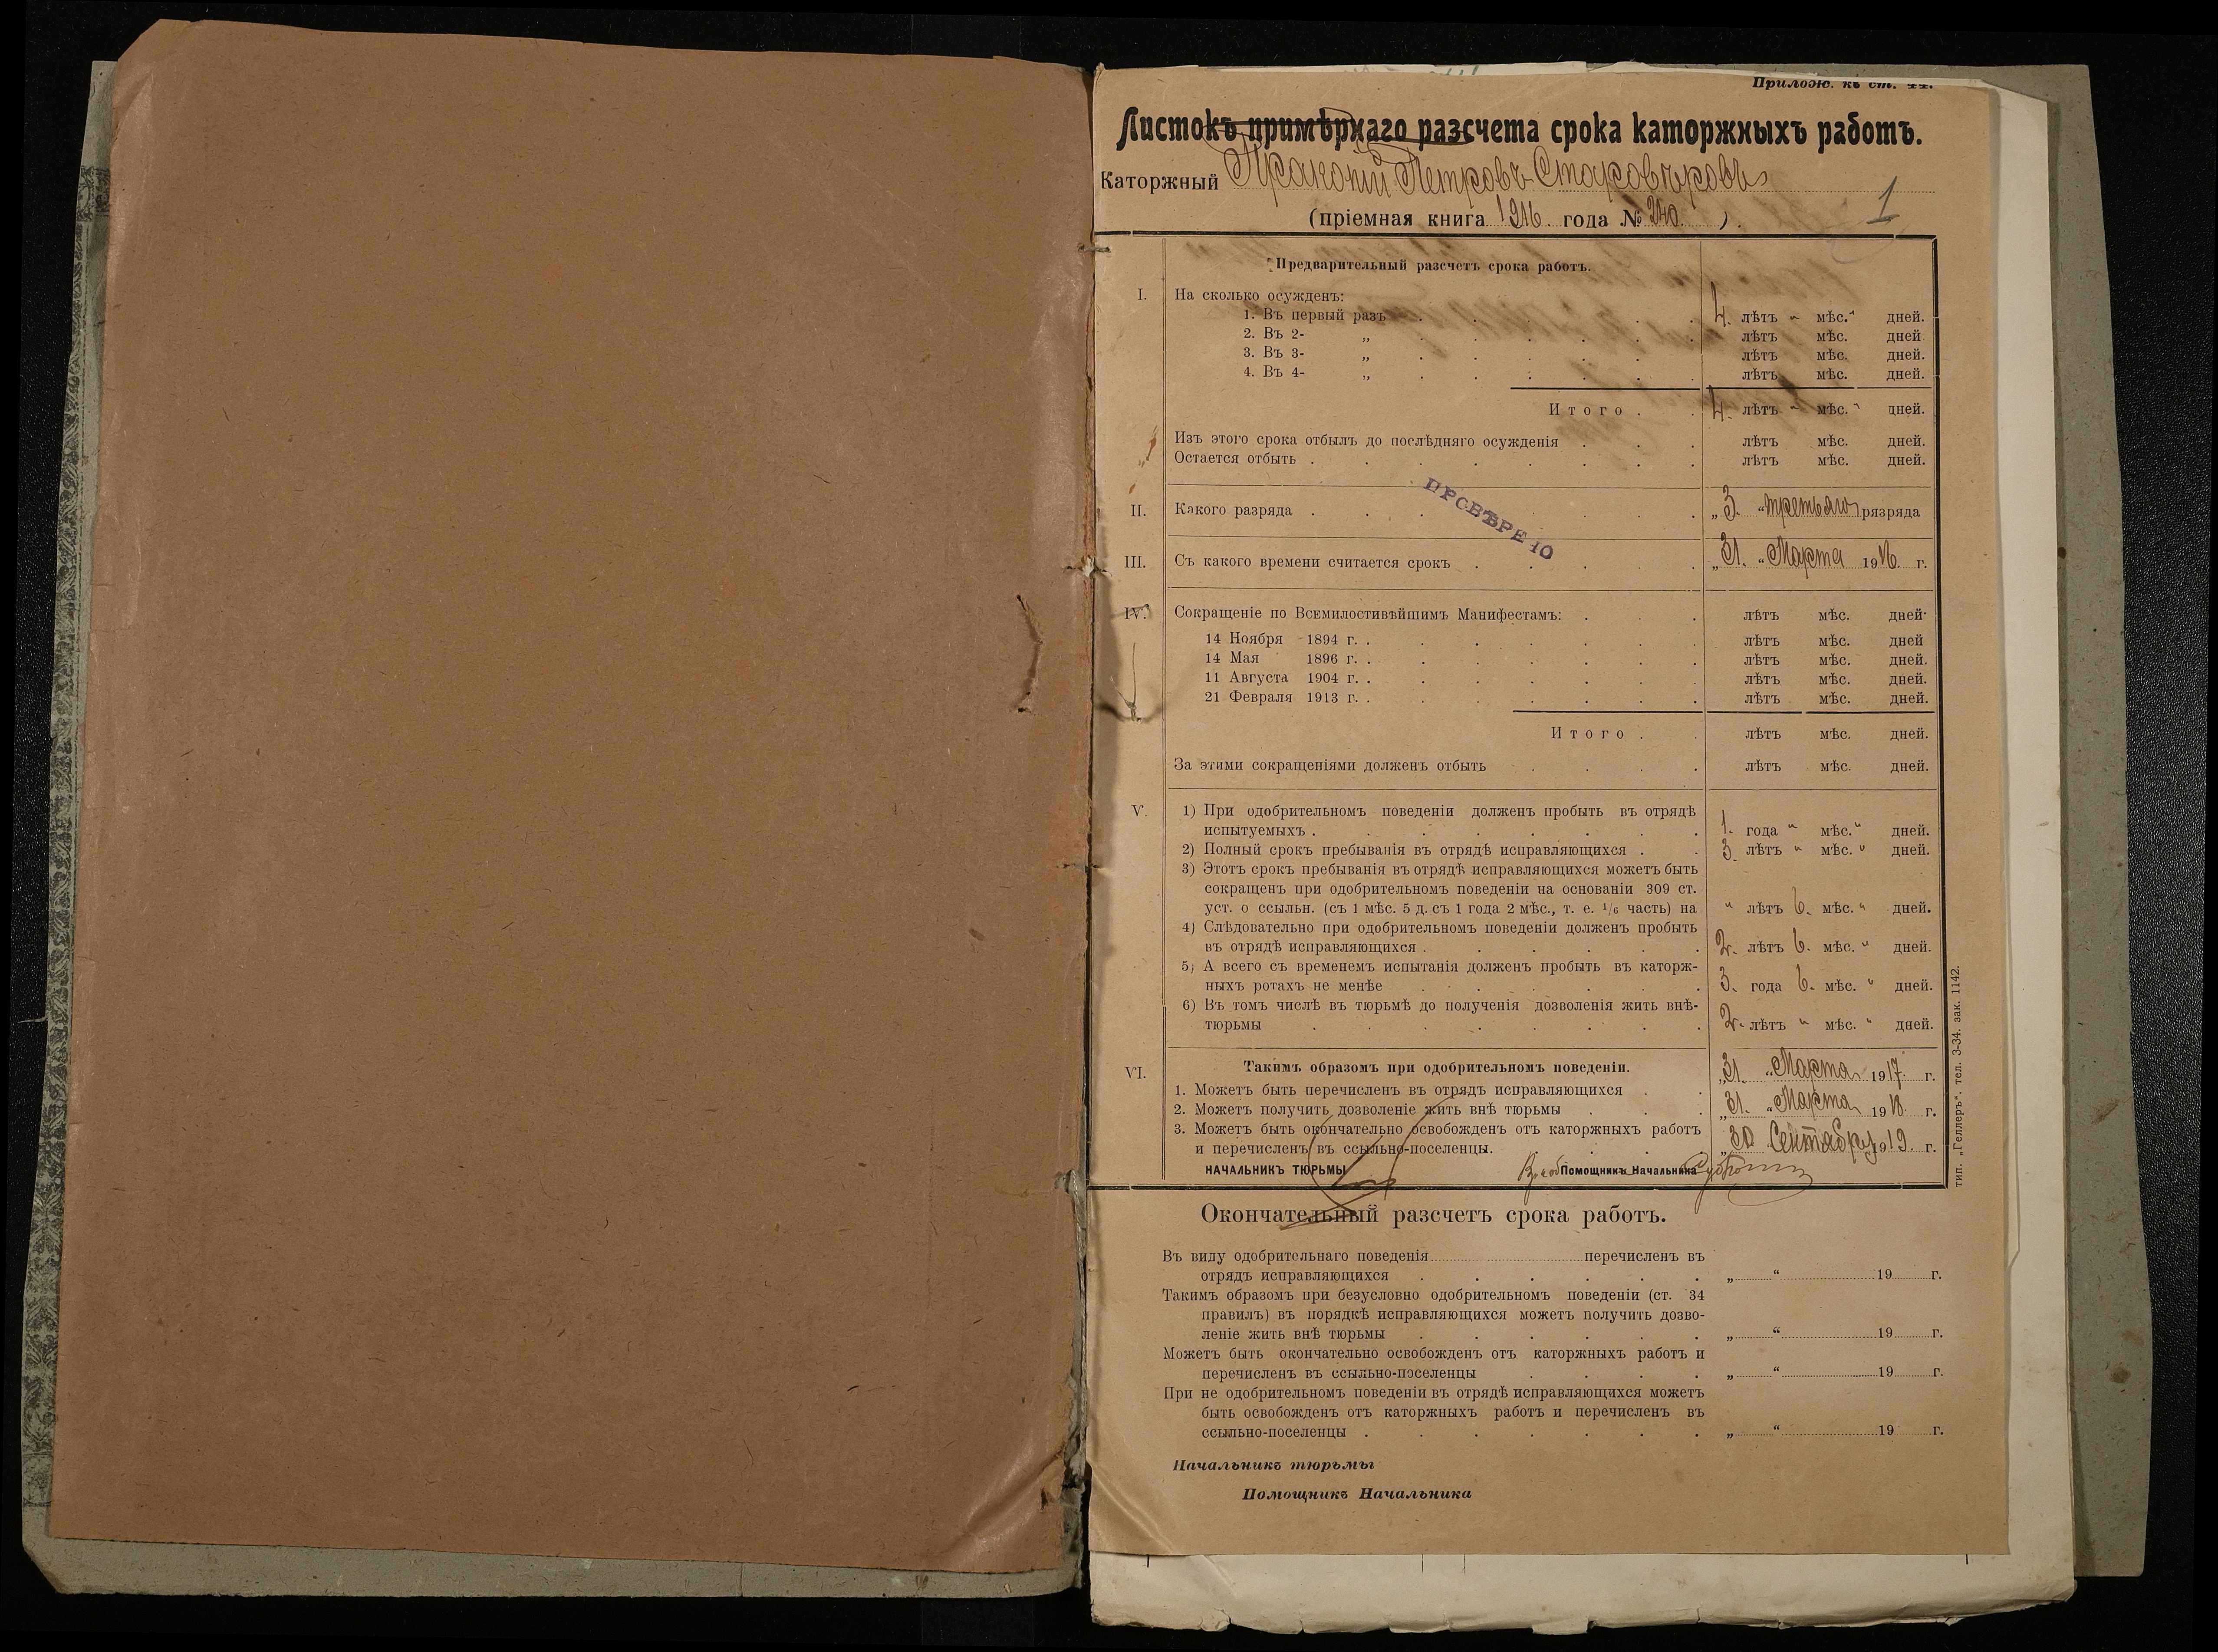 Прилож. къ ст. 44.
Листокъ примѣрнаго разсчета срока каторжныхъ работъ.
Каторжный Пракопій Петровъ Старовѣровъ
(пріемная книга 1916 года № 240 ).
1
Предварительный разсчетъ срока работъ.
I. На сколько осужденъ:
1. Въ первый разъ . . . . . . 4. лѣтъ „ мѣс. „ дней.
2. Въ 2- „ . . . . . . лѣтъ мѣс. дней
3. Въ 3- „ . . . . . . лѣтъ мѣс. дней.
4. Въ 4- „ . . . . . . лѣтъ мѣс. дней.
Итого . . 4. лѣтъ „ мѣс. „ дней.
Изъ этого срока отбылъ до послѣдняго осужденія . . . лѣтъ мѣс. дней.
Остается отбыть . . . . . . . . лѣтъ мѣс. дней.
ПРОВѢРЕНО
II. Какого разряда . . . . . . . . „3. “ третьяго рязряда
III. Съ какого времени считается срокъ . . . . . „31. “ Марта 1916. г.
IV. Сокращеніе по Всемилостивѣйшимъ Манифестамъ: . . . лѣтъ мѣс. дней.
14 Ноября 1894 г. . . . . . . . лѣтъ мѣс. дней
14 Мая 1896 г. . . . . . . . лѣтъ мѣс. дней.
11 Августа 1904 г. . . . . . . . лѣтъ мѣс. дней.
21 Февраля 1913 г. . . . . . . . лѣтъ мѣс. дней.
Итого . . лѣтъ мѣс. дней.
За этими сокращеніями долженъ отбыть . . . . лѣтъ мѣс. дней.
V. 1) При одобрительномъ поведеніи долженъ пробыть въ отрядѣ
испытуемыхъ . . . . . . . . 1. года „ мѣс. „ дней.
2) Полный срокъ пребыванія въ отрядѣ исправляющихся . . 3. лѣтъ „ мѣс. „ дней.
3) Этотъ срокъ пребыванія въ отрядѣ исправляющихся можетъ быть
сокращенъ при одобрительномъ поведеніи на основаніи 309 ст.
уст. о ссыльн. (съ 1 мѣс. 5 д. съ 1 года 2 мѣс., т. е. 1/6 часть) на „ лѣтъ 6. мѣс. „ дней.
4) Слѣдовательно при одобрительномъ поведеніи долженъ пробыть
въ отрядѣ исправляющихся . . . . . . 2. лѣтъ 6. мѣс. „ дней.
5) А всего съ временемъ испытанія долженъ пробыть въ каторж-
ныхъ ротахъ не менѣе . . . . . . 3. года 6. мѣс. „ дней.
6) Въ томъ числѣ въ тюрьмѣ до полученія дозволенія жить внѣ-
тюрьмы . . . . . . . . 2. лѣтъ „ мѣс. „ дней.
VI. Такимъ образомъ при одобрительномъ поведеніи.
1. Можетъ быть перечисленъ въ отрядъ исправляющихся . . „31. “ Марта 1917. г.
2. Можетъ получить дозволеніе жить внѣ тюрьмы . . . „31. “ Марта 1918. г.
3. Можетъ быть окончательно освобожденъ отъ каторжныхъ работъ
и перечисленъ въ ссыльно-поселенцы. . . . . „30 Сентября 1919. г.
НАЧАЛЬНИКЪ ТЮРЬМЫ Помощникъ Начальника
тип. „Геллеръ“. тел. 3-34. зак. 1142.
Окончательный разсчетъ срока работъ.
Въ виду одобрительнаго поведенія перечисленъ въ
отрядъ исправляющихся . . . . . . „ “ 19 г.
Такимъ образомъ при безусловно одобрительномъ поведеніи (ст. 34
правилъ) въ порядкѣ исправляющихся можетъ получить дозво-
леніе жить внѣ тюрьмы . . . . . . „ “ 19 г.
Можетъ быть окончательно освобожденъ отъ каторжныхъ работъ и
перечисленъ въ ссыльно-поселенцы . . . . „ “ 19 г.
При не одобрительномъ поведеніи въ отрядѣ исправляющихся можетъ
быть освобожденъ отъ каторжныхъ работъ и перечисленъ въ
ссыльно-поселенцы . . . . . . . „ “ 19 г.
Начальникъ тюрьмы
Помощникъ Начальника